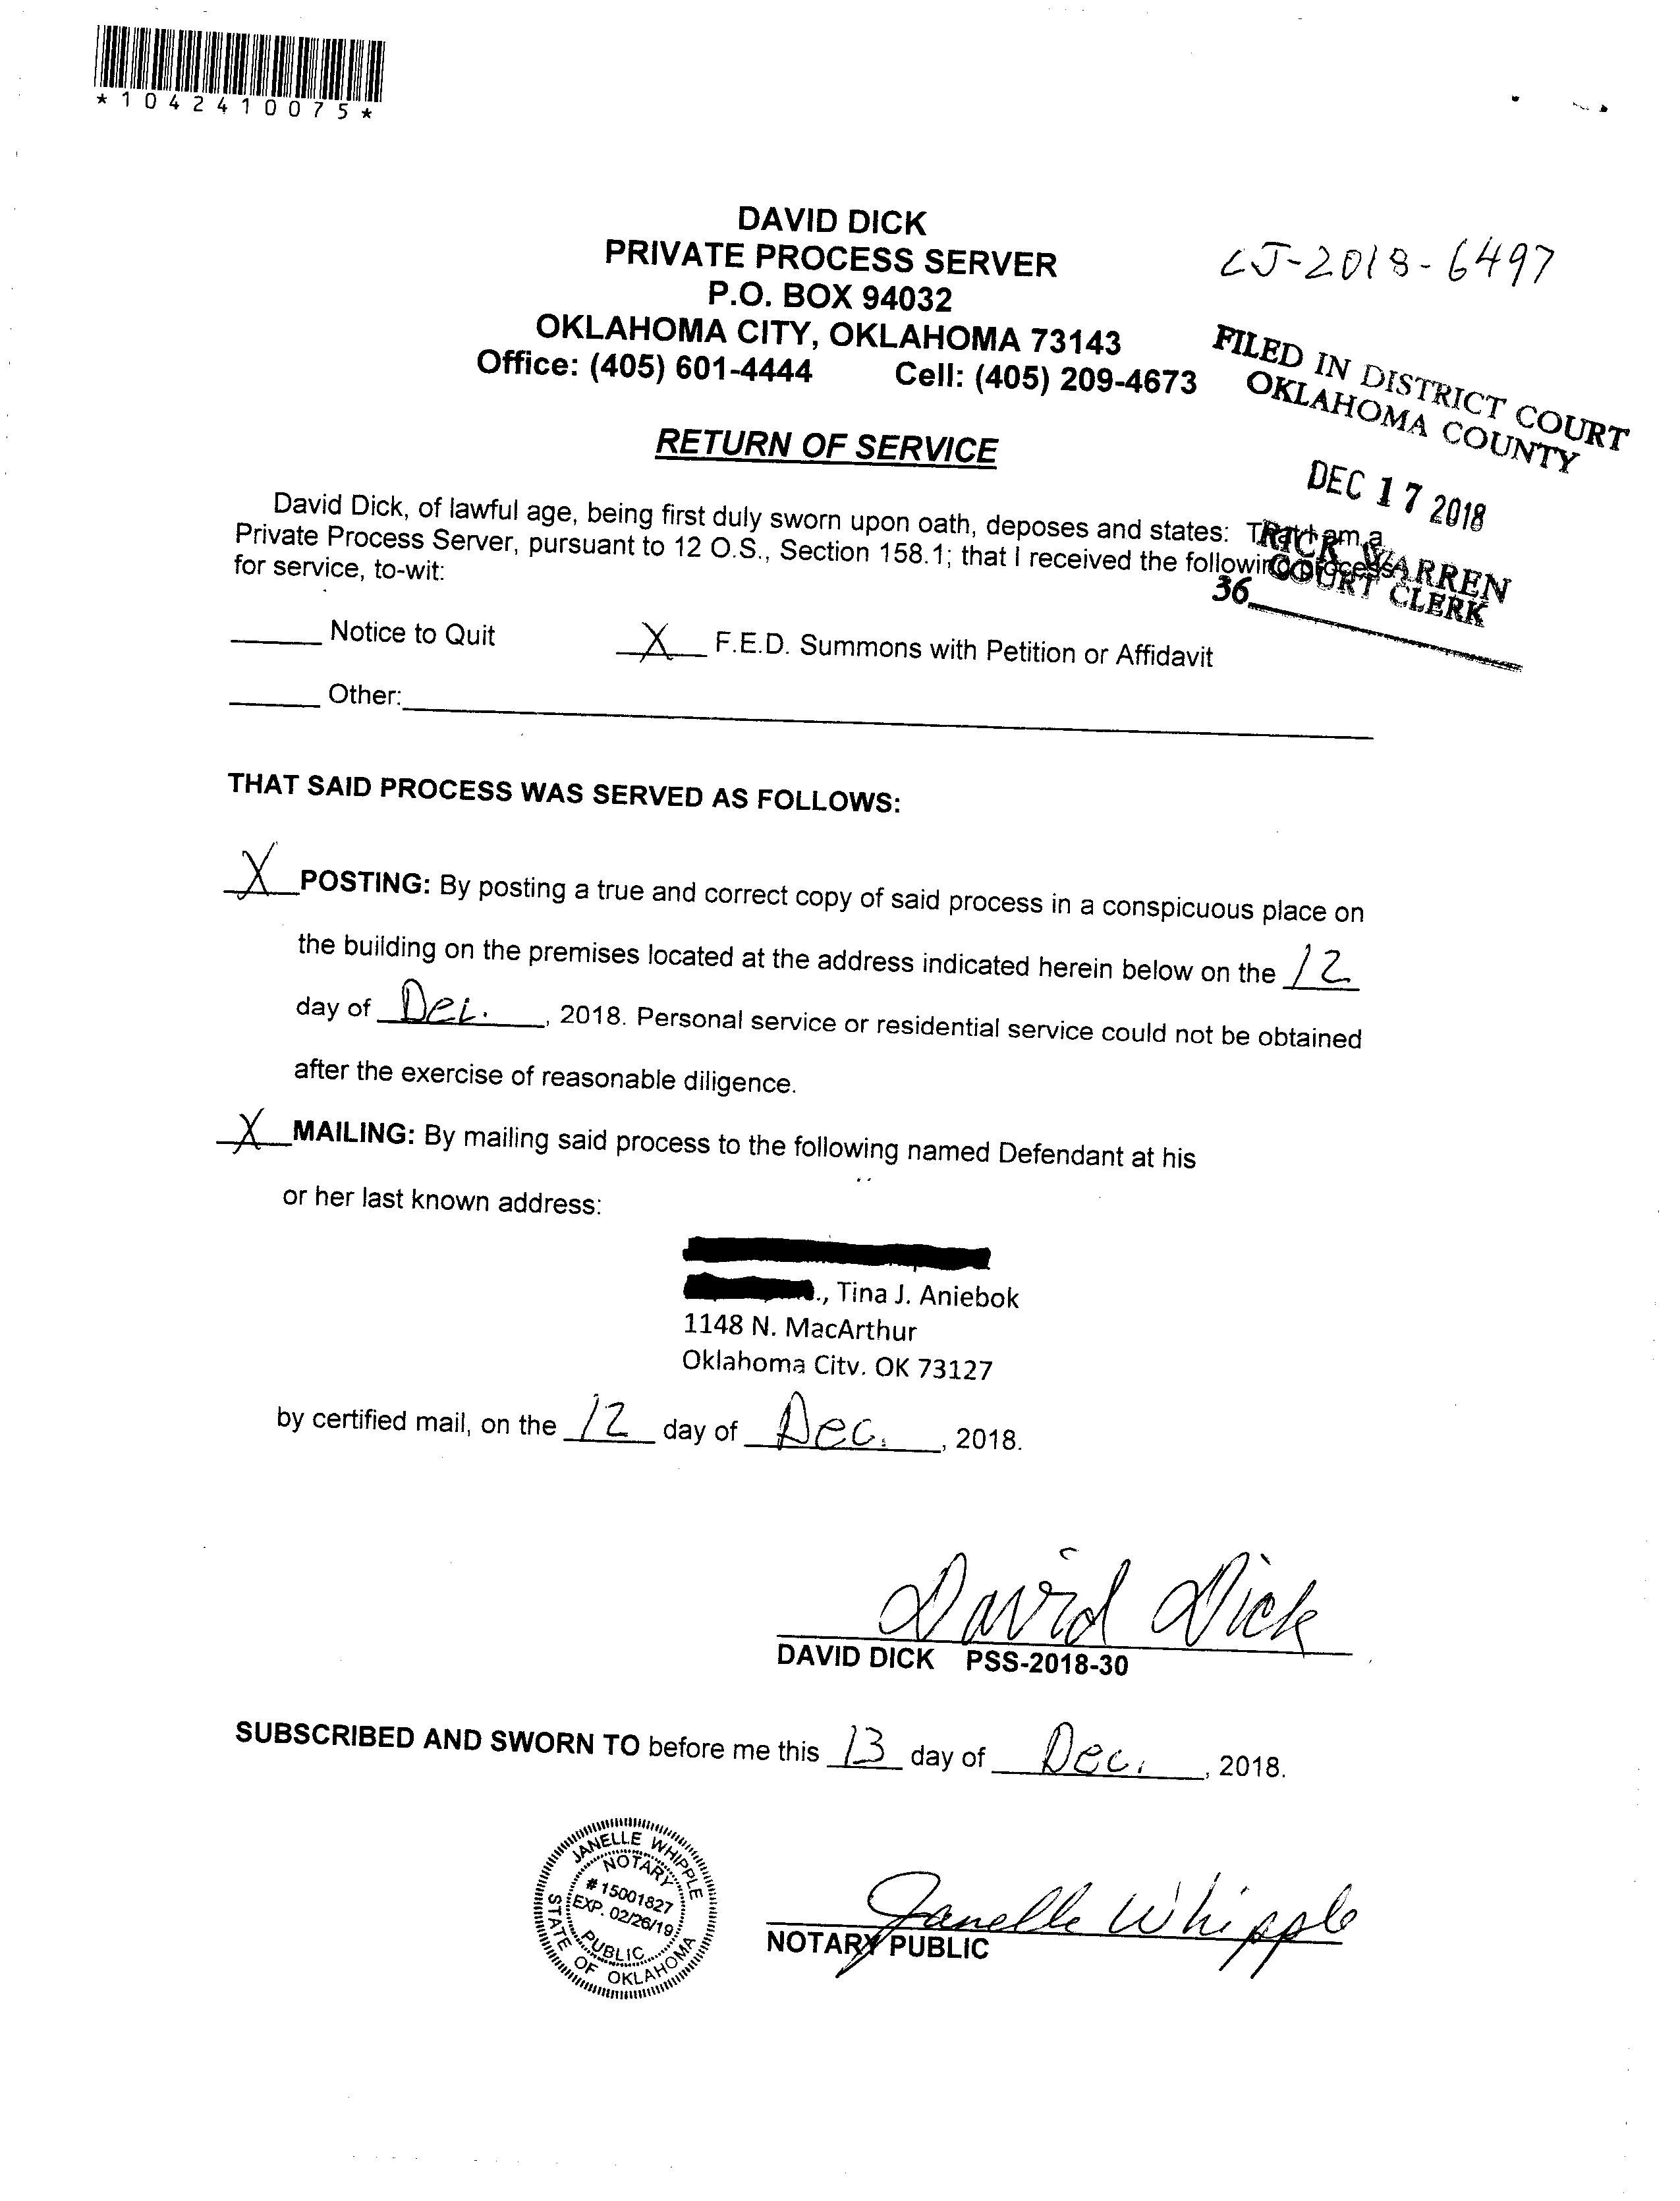 *1042410075*
DAVID DICK
PRIVATE PROCESS SERVER
P.O. BOX 94032
OKLAHOMA CITY, OKLAHOMA 73143
Office: (405) 601-4444 Cell: (405) 209-4673
CJ-2018-6497
FILED IN DISTRICT COURT
OKLAHOMA COUNTY
DEC 17 2018
RICK WARREN
COURT CLERK
36
RETURN OF SERVICE
David Dick, of lawful age, being first duly sworn upon oath, deposes and states: That I am a
Private Process Server, pursuant to 12 O.S., Section 158.1; that I received the following process
for service, to-wit:
Notice to Quit X F.E.D. Summons with Petition or Affidavit
Other:
THAT SAID PROCESS WAS SERVED AS FOLLOWS:
X POSTING: By posting a true and correct copy of said process in a conspicuous place on
the building on the premises located at the address indicated herein below on the 12
day of Dec. , 2018. Personal service or residential service could not be obtained
after the exercise of reasonable diligence.
X MAILING: By mailing said process to the following named Defendant at his
or her last known address:
., Tina J. Aniebok
1148 N. MacArthur
Oklahoma City. OK 73127
by certified mail, on the 12 day of Dec. , 2018.
David Dick
DAVID DICK PSS-2018-30
SUBSCRIBED AND SWORN TO before me this 13 day of Dec. , 2018.
JANELLE WHIPPLE
NOTARY
# 15001827
EXP. 02/26/19
PUBLIC
STATE OF OKLAHOMA
Janelle Whipple
NOTARY PUBLIC